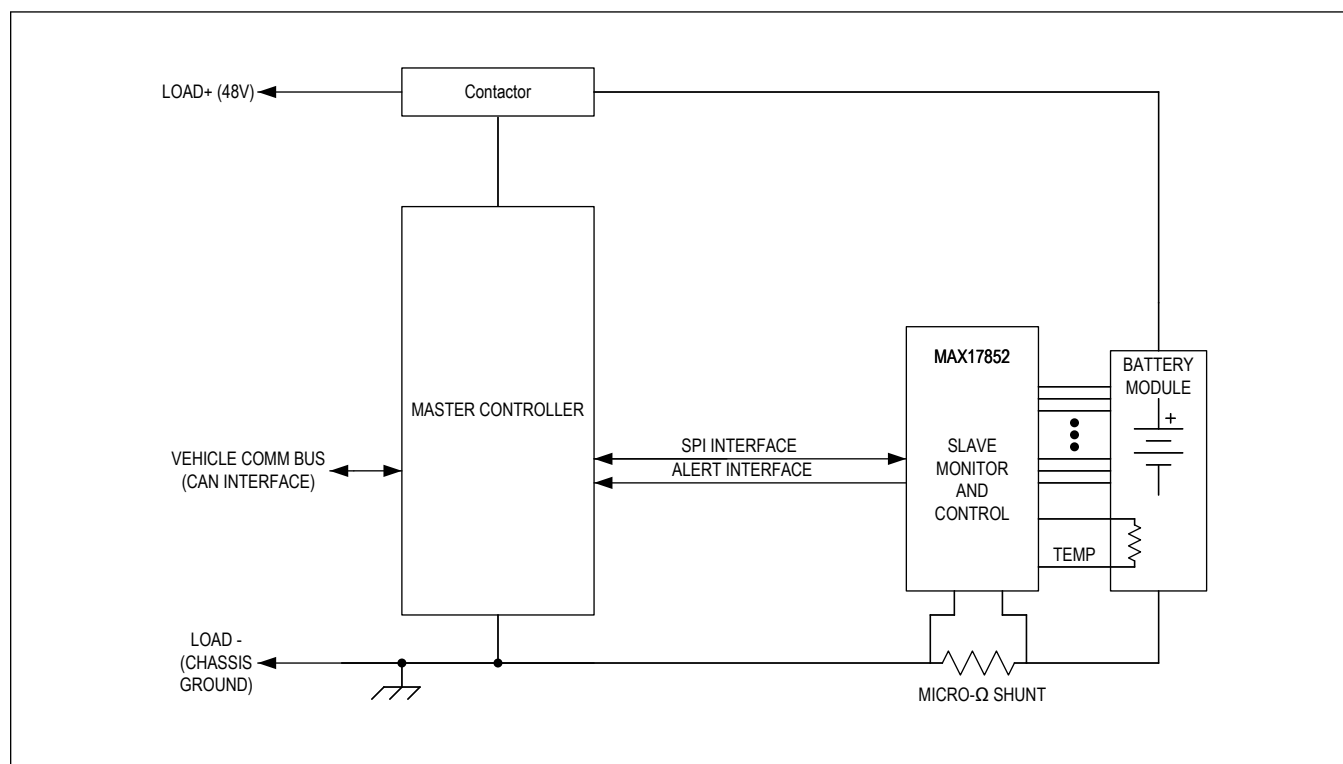 LOAD+ (48V)
Contactor
MAX17852
BATTERY
MODULE
+
MASTER CONTROLLER
SPI INTERFACE
ALERT INTERFACE
SLAVE
MONITOR
AND
CONTROL
VEHICLE COMM BUS
(CAN INTERFACE)
TEMP
LOAD -
(CHASSIS
GROUND)
MICRO-Ω SHUNT